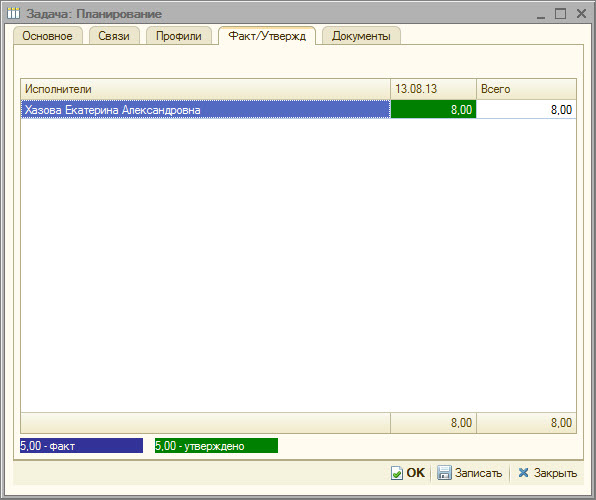 Задача: Планирование
Основное Связи Профили Факт/Утвержд Документы
Исполнители 13.08.13 Всего
Хазова Екатерина Александровна 8,00 8,00
8,00 8,00
5,00 - факт 5,00 - утверждено
OK Записать Закрыть